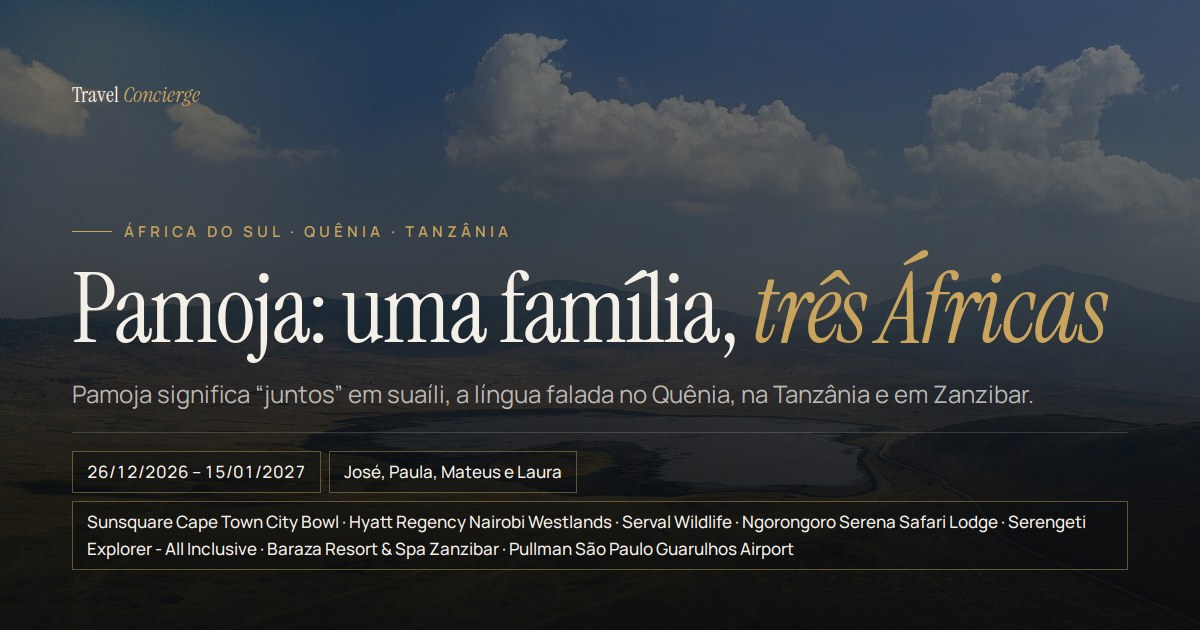 Travel Concierge
ÁFRICA DO SUL · QUÊNIA · TANZÂNIA
Pamoja: uma família, três Áfricas
Pamoja significa “juntos” em suaíli, a língua falada no Quênia, na Tanzânia e em Zanzibar.
26/12/2026 – 15/01/2027
José, Paula, Mateus e Laura
Sunsquare Cape Town City Bowl · Hyatt Regency Nairobi Westlands · Serval Wildlife · Ngorongoro Serena Safari Lodge · Serengeti
Explorer - All Inclusive · Baraza Resort & Spa Zanzibar · Pullman São Paulo Guarulhos Airport